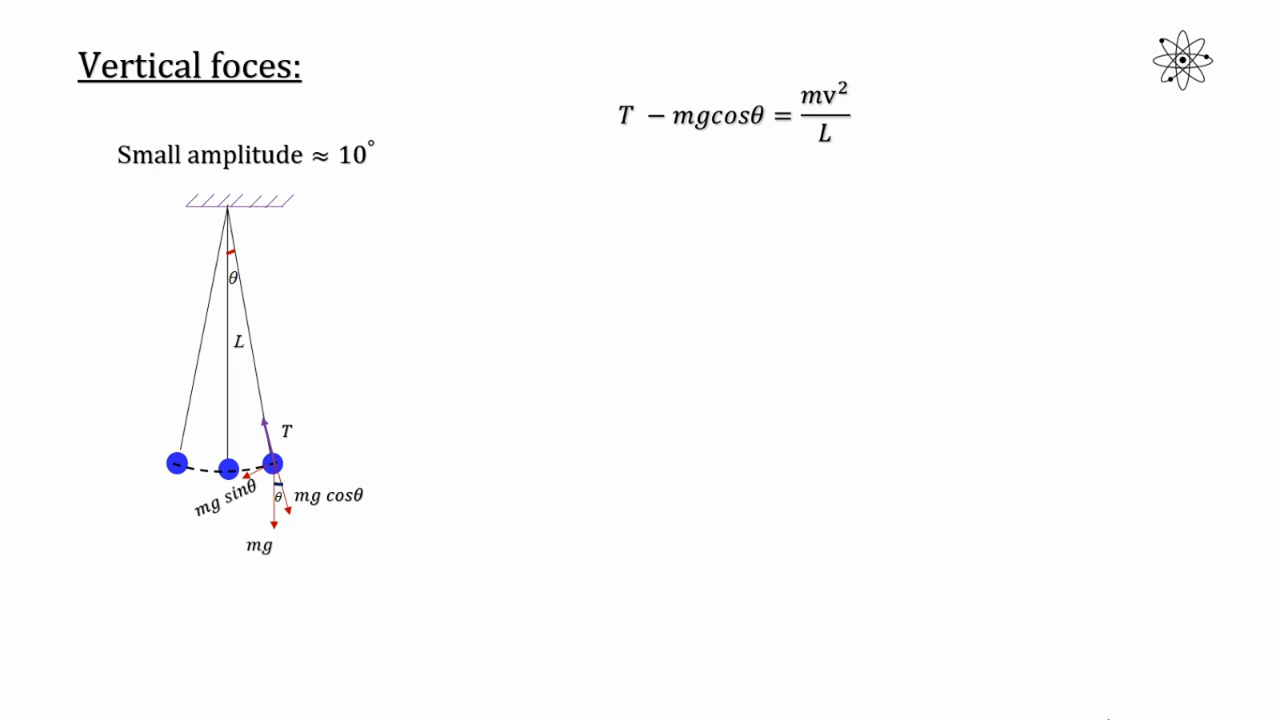 Vertical foces:
T − mgcosθ = mv²/L
Small amplitude ≈ 10°
θ
L
T
mg sinθ
θ
mg cosθ
mg